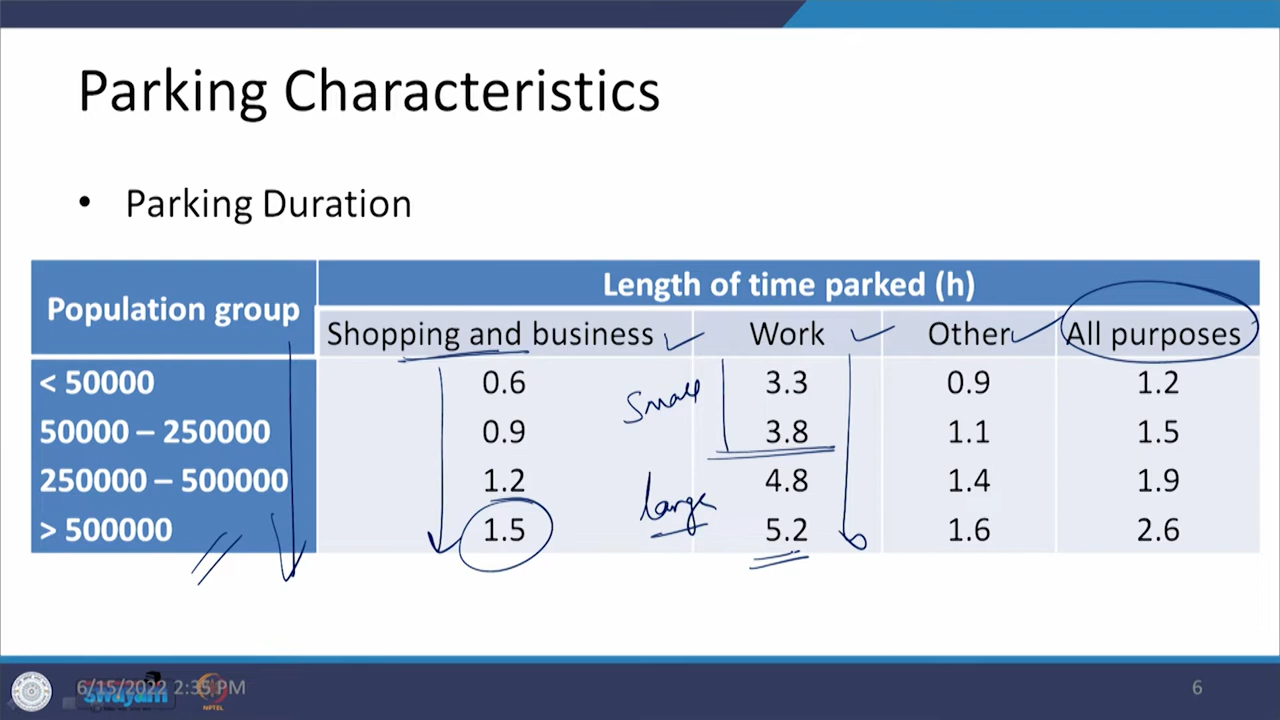 Parking Characteristics
• Parking Duration
Population group
Length of time parked (h)
Shopping and business Work Other All purposes
< 50000 0.6 3.3 0.9 1.2
small
50000 – 250000 0.9 3.8 1.1 1.5
250000 – 500000 1.2 4.8 1.4 1.9
large
> 500000 1.5 5.2 1.6 2.6
6/15/2022 2:35 PM
swayam
NPTEL
6